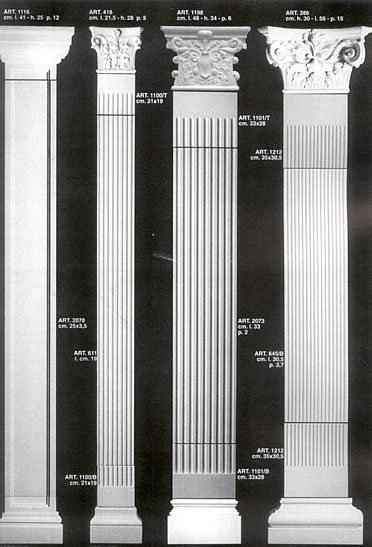 ART. 1116
cm. l. 41 - h. 25 p. 12
ART. 418
cm. l. 21,5 - h. 28 p. 5
ART. 1198
cm. l. 48 - h. 34 - p. 6
ART. 386
cm. h. 30 - l. 56 - p. 15
ART. 1100/T
cm. 21x19
ART. 1101/T
cm. 33x28
ART. 1212
cm. 35x30,5
ART. 2078
cm. 25x3,5
ART. 611
l. cm. 19
ART. 2073
cm. l. 33
p. 2
ART. 645/B
cm. l. 30,5
p. 3,7
ART. 1100/B
cm. 21x19
ART. 1101/B
cm. 33x28
ART. 1212
cm. 35x30,5